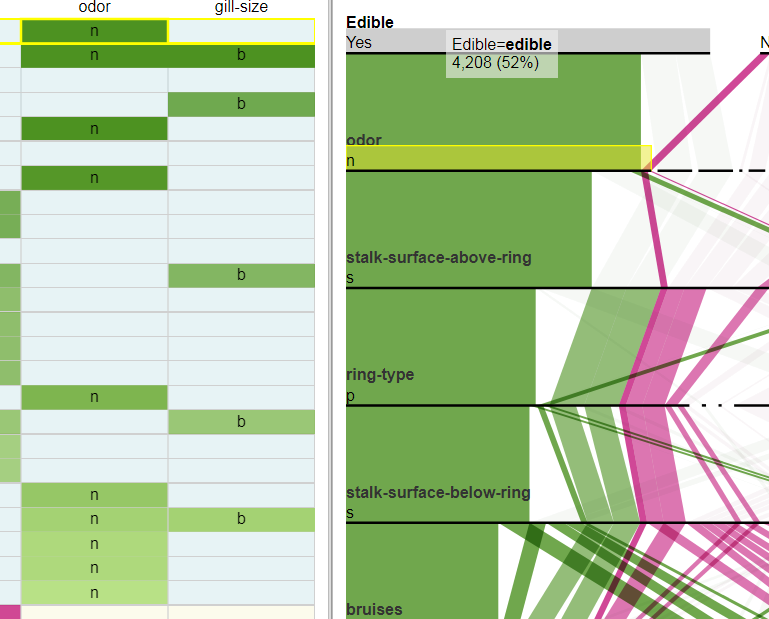 odor gill-size
n
n b
b
n
n
b
n
b
n
n b
n
n
n
Edible
Yes
Edible=edible
4,208 (52%)
N
odor
n
stalk-surface-above-ring
s
ring-type
p
stalk-surface-below-ring
s
bruises